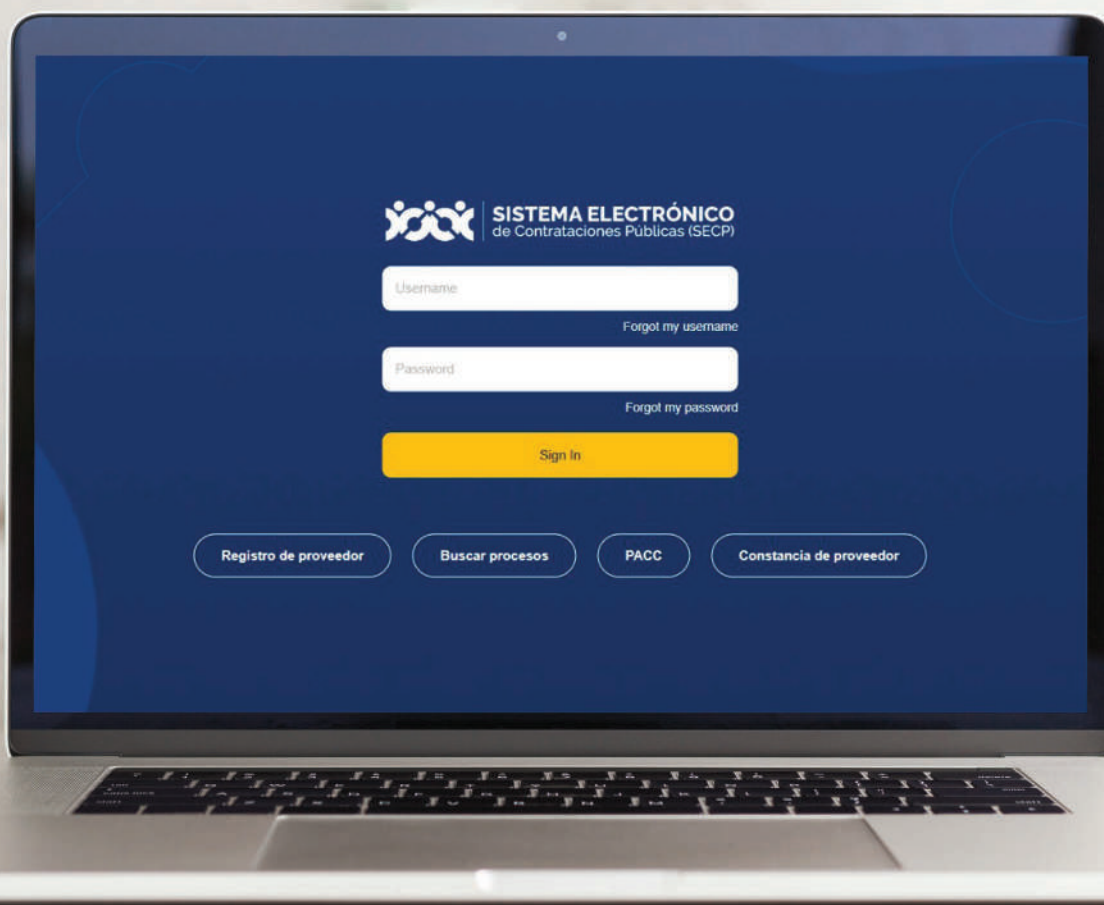 SISTEMA ELECTRÓNICO
de Contrataciones Públicas (SECP)
Username
Forgot my username
Password
Forgot my password
Sign In
Registro de proveedor
Buscar procesos
PACC
Constancia de proveedor